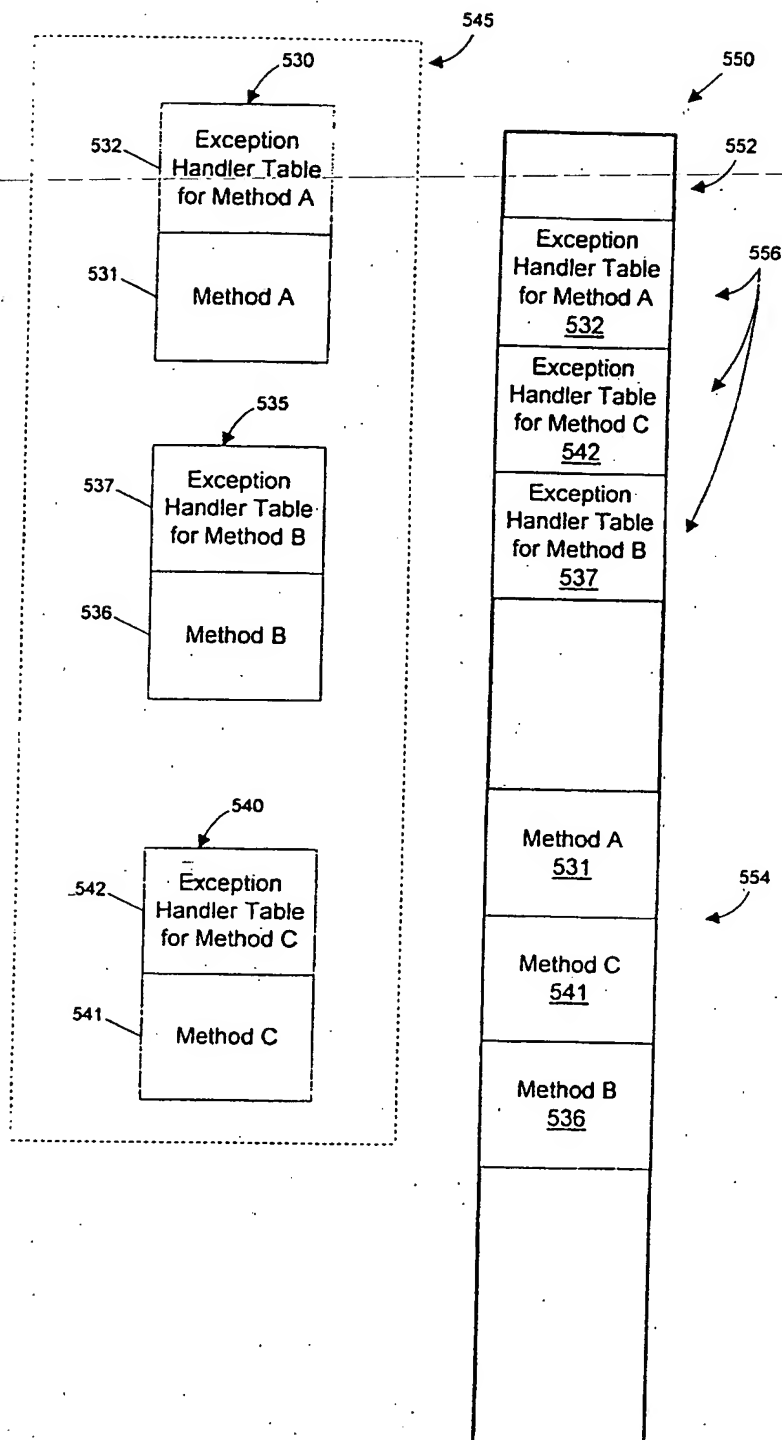 545
530
532
Exception
Handler Table
for Method A
531
Method A
535
537
Exception
Handler Table
for Method B
536
Method B
540
542
Exception
Handler Table
for Method C
541
Method C
550
552
Exception
Handler Table
for Method A
532
556
Exception
Handler Table
for Method C
542
Exception
Handler Table
for Method B
537
Method A
531
554
Method C
541
Method B
536